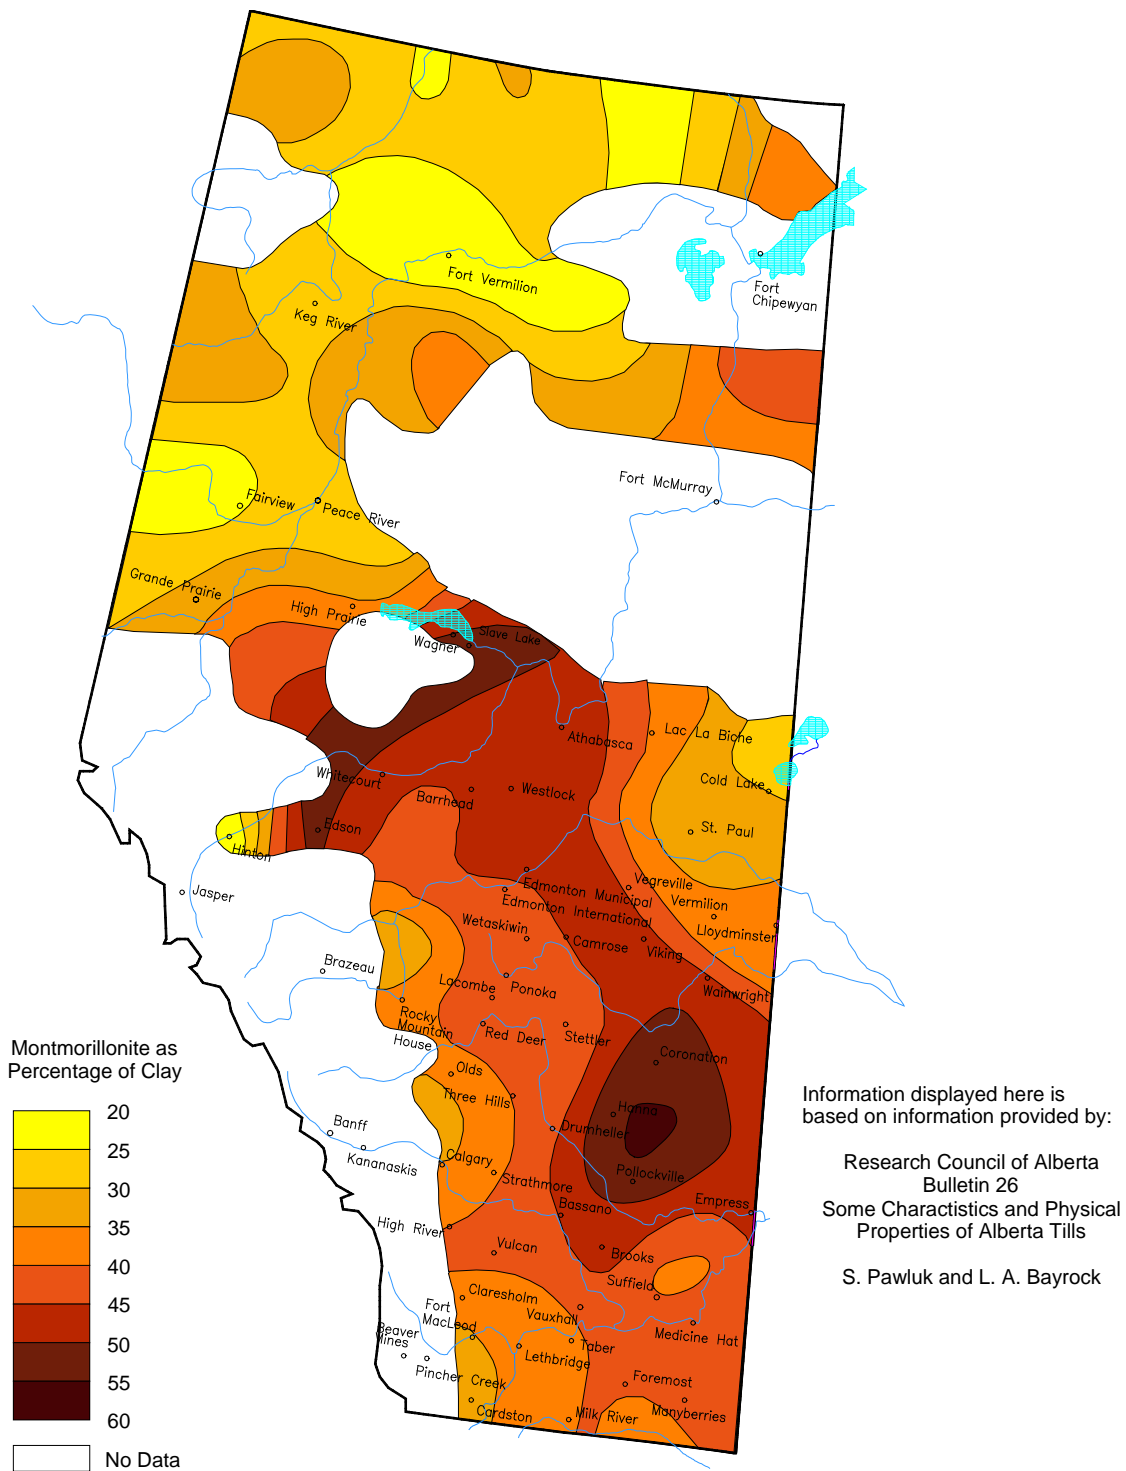 Fort Vermilion
Fort
Chipewyan
Keg River
Fort McMurray
Fairview
Peace River
Grande Prairie
High Prairie
Slave Lake
Wagner
Athabasca
Lac La Biche
Whitecourt
Barrhead
Westlock
Cold Lake
Edson
Hinton
St. Paul
Jasper
Edmonton Municipal
Vegreville
Edmonton International
Vermilion
Wetaskiwin
Camrose
Viking
Lloydminster
Brazeau
Lacombe
Ponoka
Wainwright
Rocky
Mountain
House
Red Deer
Stettler
Coronation
Olds
Three Hills
Hanna
Drumheller
Banff
Kananaskis
Calgary
Strathmore
Pollockville
Bassano
Empress
High River
Vulcan
Brooks
Suffield
Claresholm
Fort
MacLeod
Vauxhall
Medicine Hat
Beaver
Mines
Taber
Lethbridge
Pincher Creek
Foremost
Cardston
Milk River
Manyberries
Montmorillonite as
Percentage of Clay
20
25
30
35
40
45
50
55
60
No Data
Information displayed here is
based on information provided by:
Research Council of Alberta
Bulletin 26
Some Charactistics and Physical
Properties of Alberta Tills
S. Pawluk and L. A. Bayrock